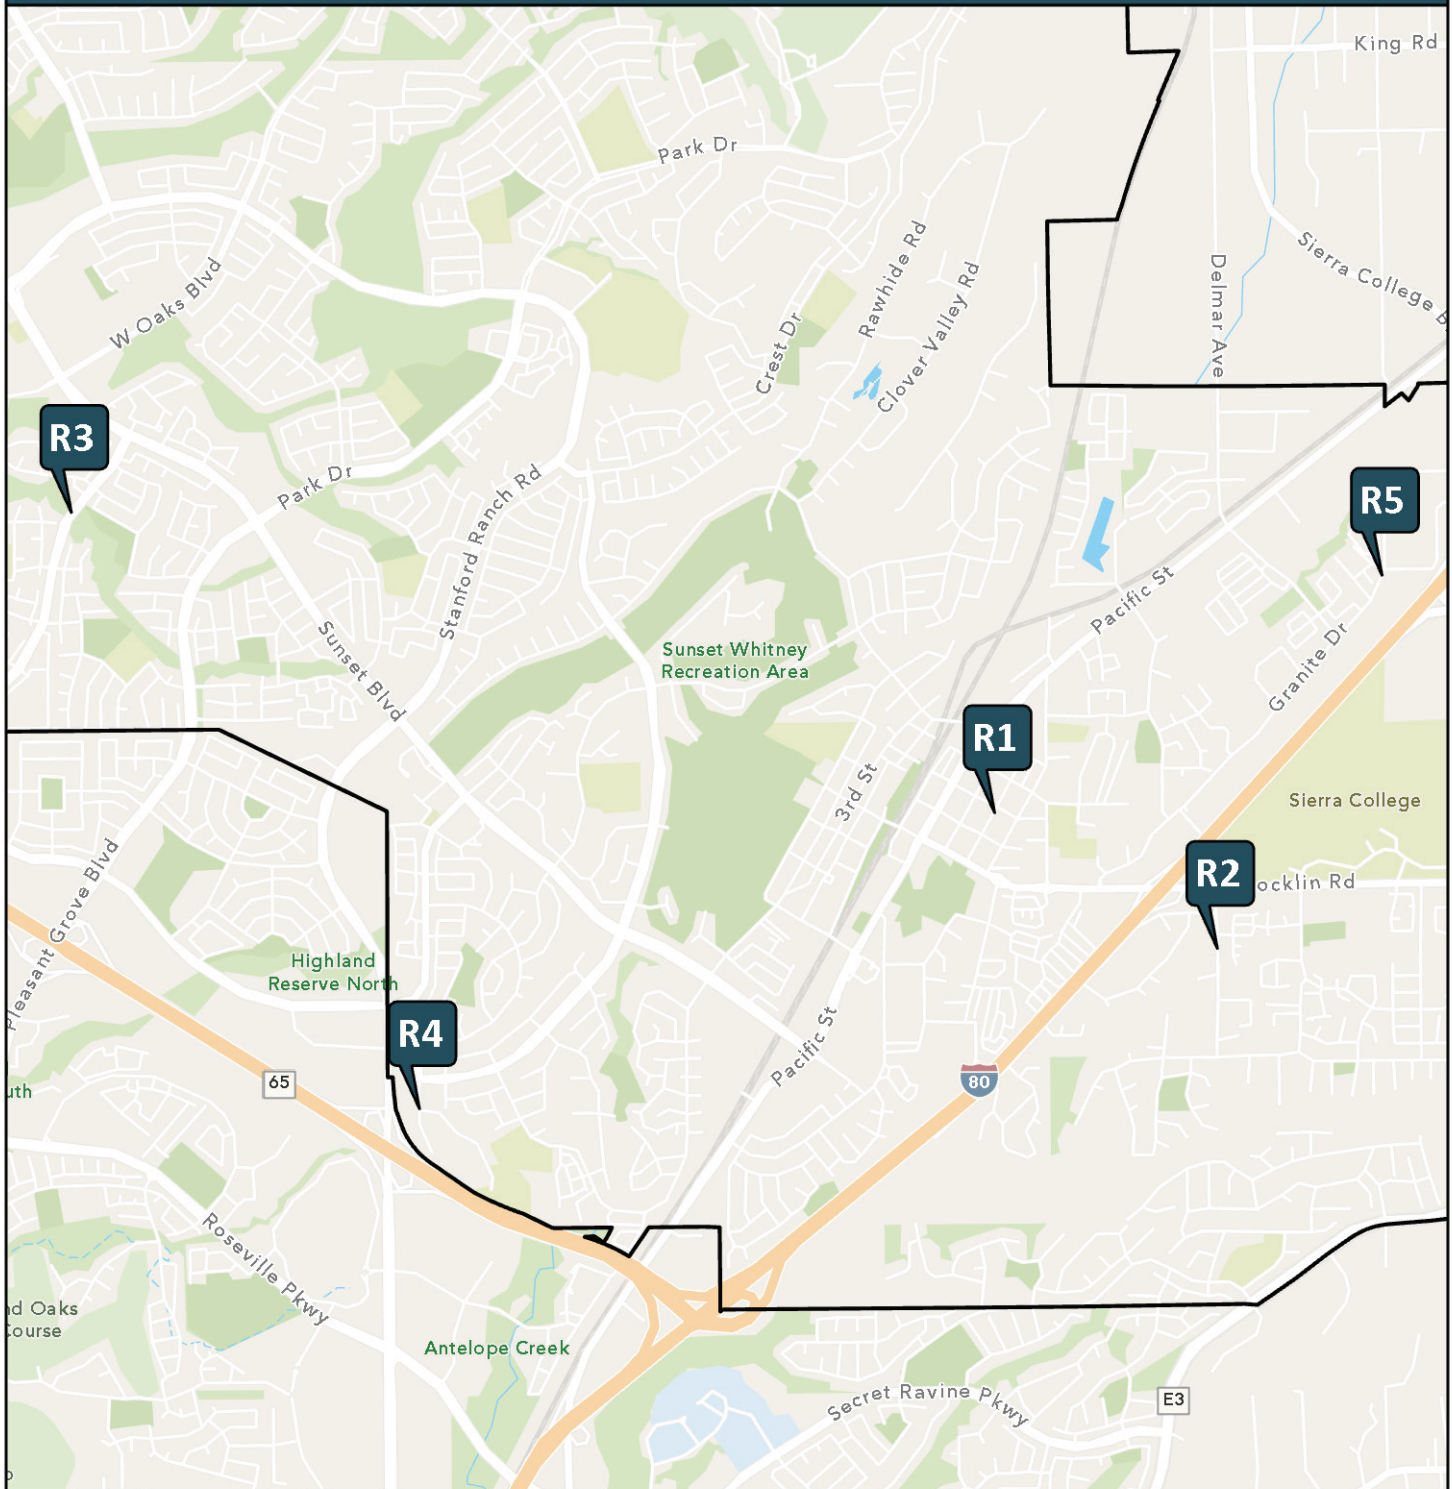 King Rd
Park Dr
Rawhide Rd
Clover Valley Rd
Sierra College
Delmar Ave
W Oaks Blvd
Crest Dr
R3
Park Dr
Stanford Ranch Rd
R5
Pacific St
Sunset Blvd
Sunset Whitney
Recreation Area
Granite Dr
R1
3rd St
Sierra College
R2
ocklin Rd
Pleasant Grove Blvd
Highland
Reserve North
R4
Pacific St
65
80
uth
Roseville Pkwy
nd Oaks
Course
Antelope Creek
Secret Ravine Pkwy
E3